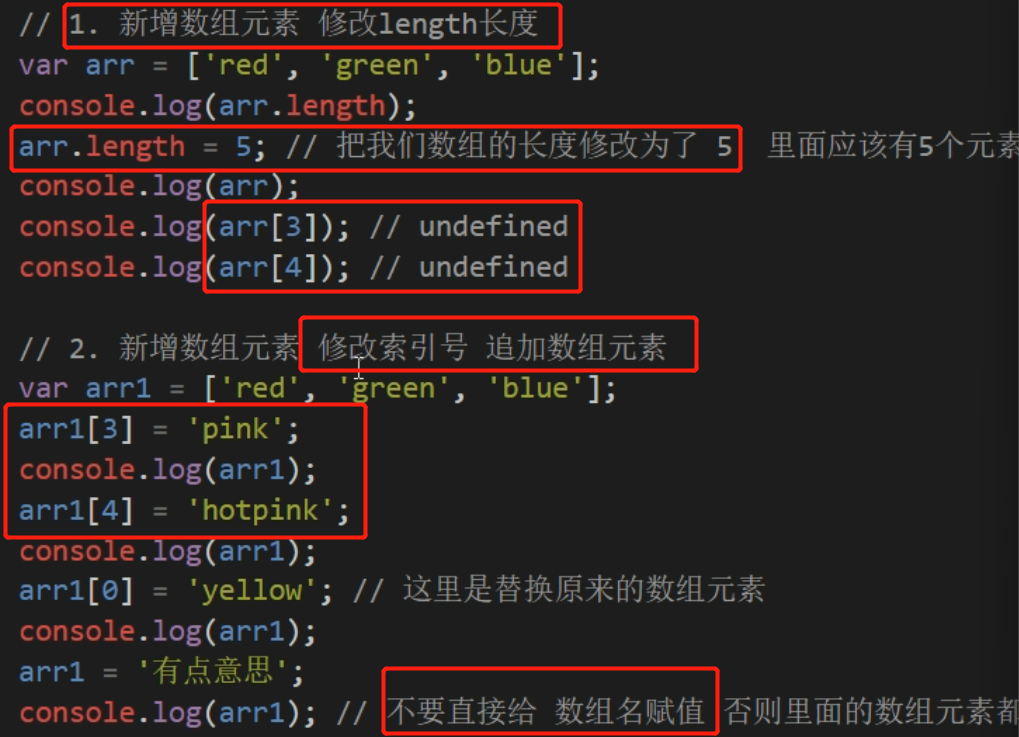 // 1. 新增数组元素 修改length长度
var arr = ['red', 'green', 'blue'];
console.log(arr.length);
arr.length = 5; // 把我们数组的长度修改为了 5  里面应该有5个元素
console.log(arr);
console.log(arr[3]); // undefined
console.log(arr[4]); // undefined
// 2. 新增数组元素 修改索引号 追加数组元素
var arr1 = ['red', 'green', 'blue'];
arr1[3] = 'pink';
console.log(arr1);
arr1[4] = 'hotpink';
console.log(arr1);
arr1[0] = 'yellow'; // 这里是替换原来的数组元素
console.log(arr1);
arr1 = '有点意思';
console.log(arr1); // 不要直接给 数组名赋值 否则里面的数组元素都